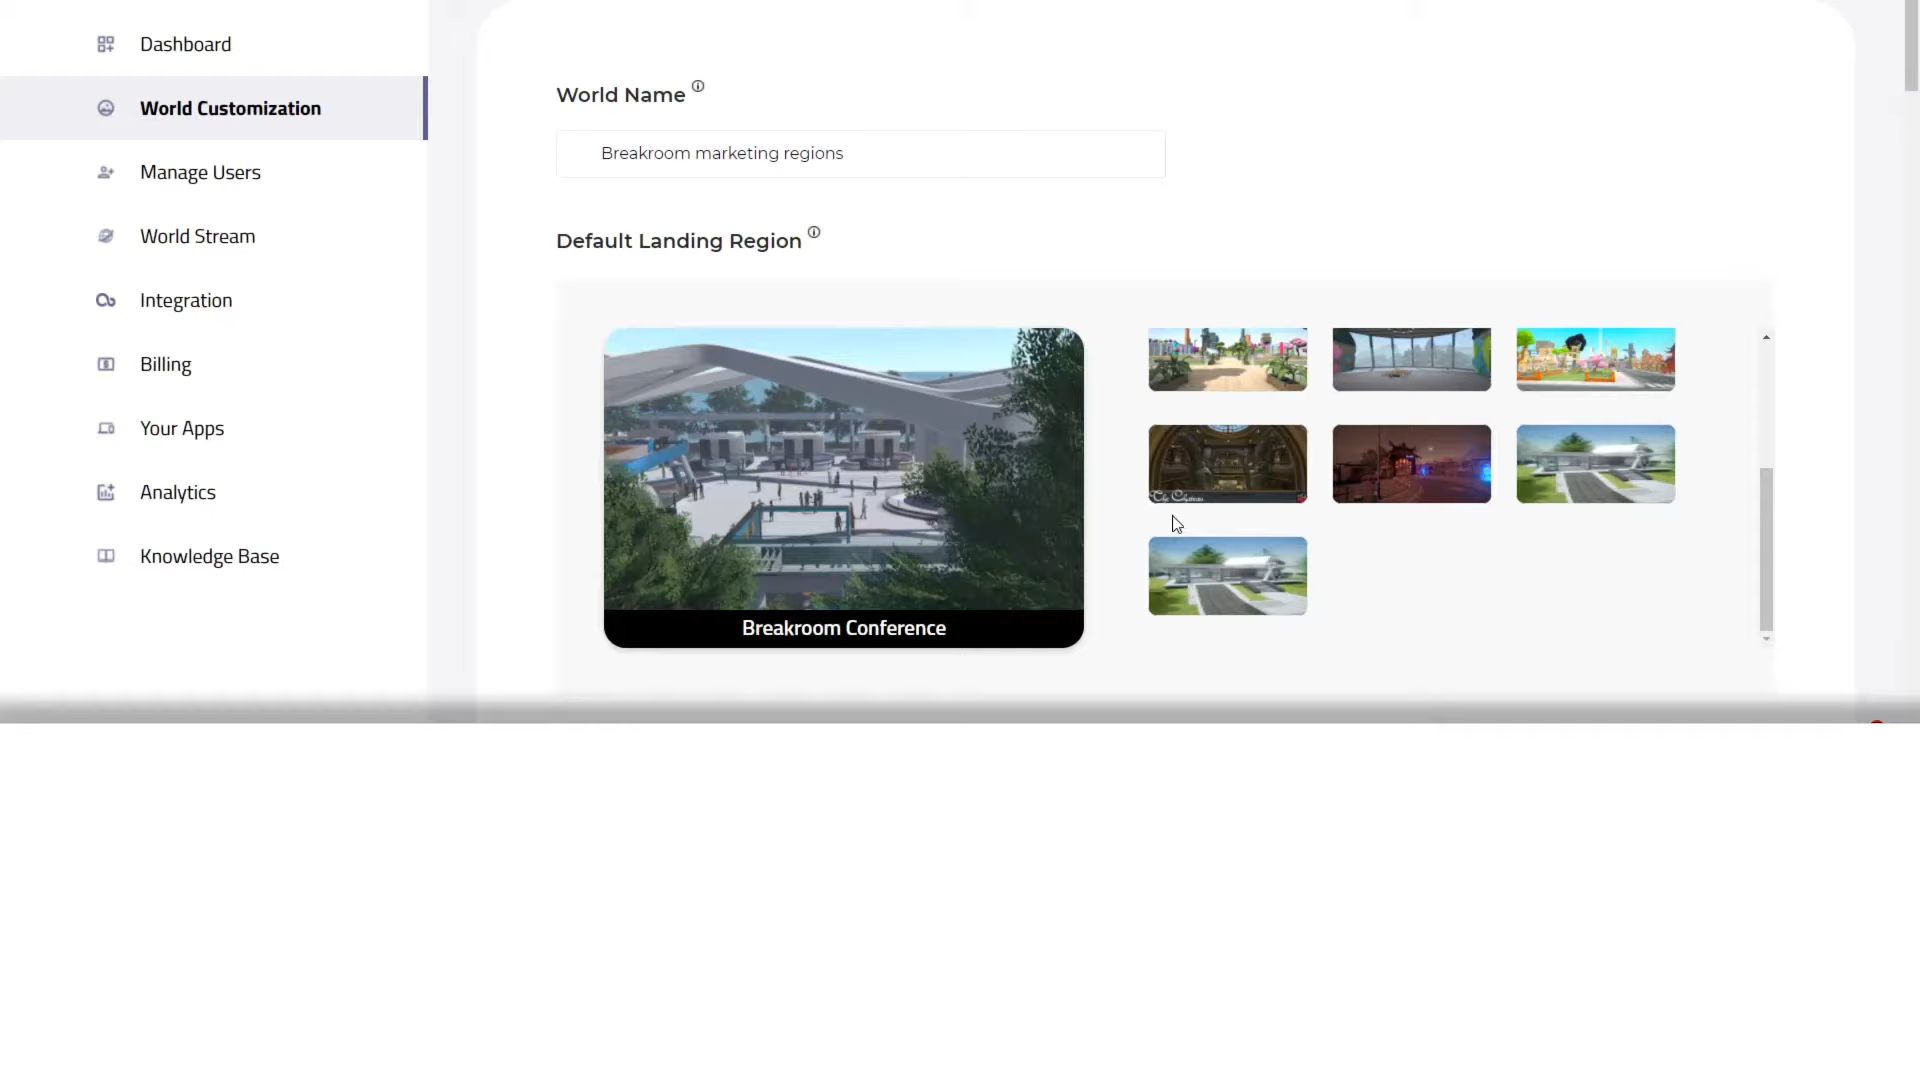 Dashboard
World Customization
Manage Users
World Stream
Integration
Billing
Your Apps
Analytics
Knowledge Base
World Name
Breakroom marketing regions
Default Landing Region
Breakroom Conference